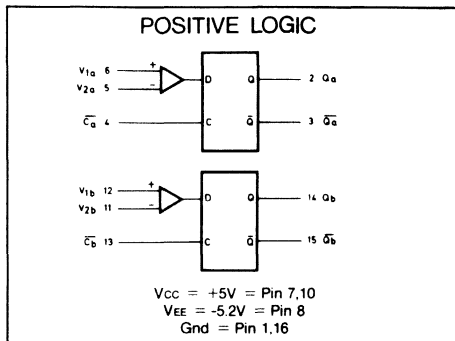 POSITIVE LOGIC
V1a 6 + D Q 2 Qa
V2a 5 -
C̅a̅ 4 C Q̅ 3 Q̅a̅
V1b 12 + D Q 14 Qb
V2b 11 -
C̅b̅ 13 C Q̅ 15 Q̅b̅
Vcc = +5V = Pin 7,10
VEE = -5.2V = Pin 8
Gnd = Pin 1,16